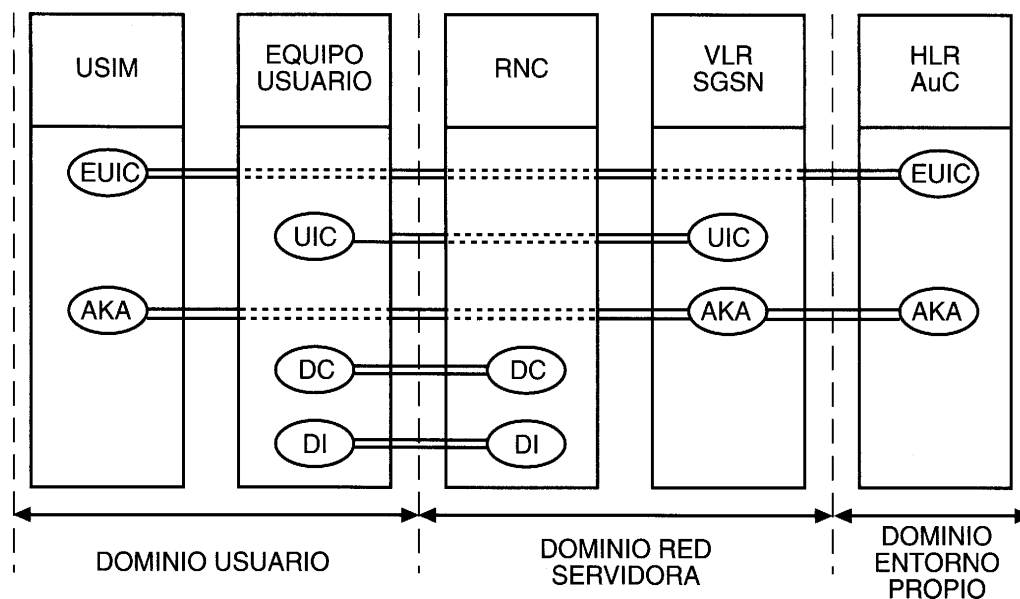 USIM
EQUIPO
USUARIO
RNC
VLR
SGSN
HLR
AuC
EUIC
EUIC
UIC
UIC
AKA
AKA
AKA
DC
DC
DI
DI
DOMINIO USUARIO
DOMINIO RED
SERVIDORA
DOMINIO
ENTORNO
PROPIO